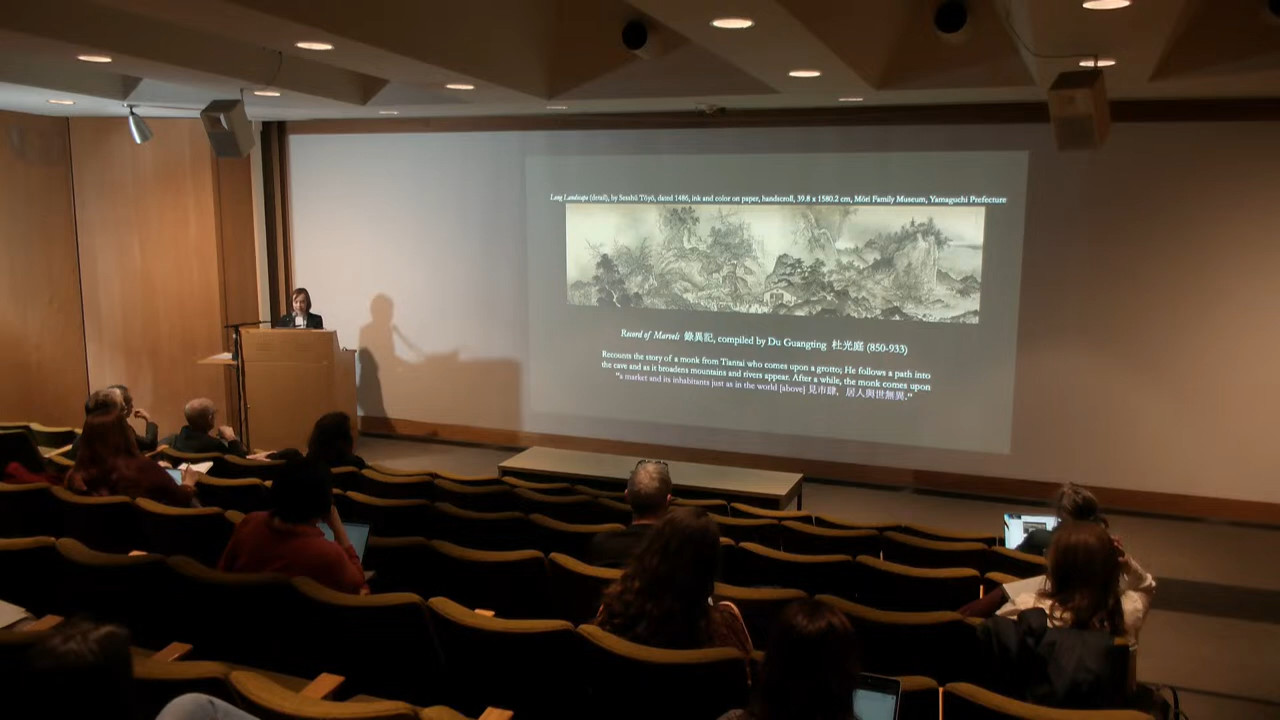 Long Landscape (detail), by Sesshū Tōyō, dated 1486, ink and color on paper, handscroll, 39.8 x 1580.2 cm, Mōri Family Museum, Yamaguchi Prefecture
Record of Marvels 錄異記, compiled by Du Guangting 杜光庭 (850-933)
Recounts the story of a monk from Tiantai who comes upon a grotto; He follows a path into
the cave and as it broadens mountains and rivers appear. After a while, the monk comes upon
"a market and its inhabitants just as in the world [above] 見市肆, 居人與世無異."